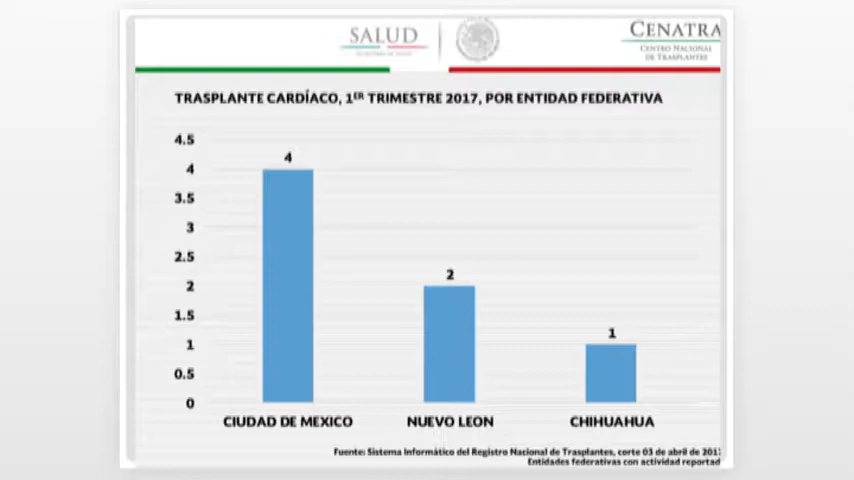 SALUD
CENATRA
CENTRO NACIONAL
DE TRASPLANTES
TRASPLANTE CARDÍACO, 1ER TRIMESTRE 2017, POR ENTIDAD FEDERATIVA
4.5
4
3.5
3
2.5
2
1.5
1
0.5
0
4
2
1
CIUDAD DE MEXICO
NUEVO LEON
CHIHUAHUA
Fuente: Sistema Informático del Registro Nacional de Trasplantes, corte 03 de abril de 2017
Entidades federativas con actividad reportad